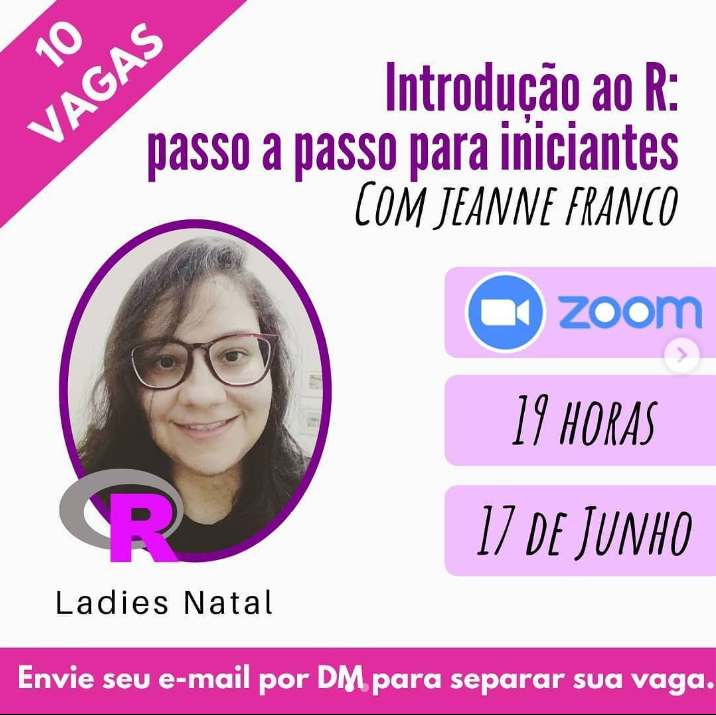 10
VAGAS
Introdução ao R:
passo a passo para iniciantes
COM JEANNE FRANCO
zoom
19 HORAS
17 DE JUNHO
R
Ladies Natal
Envie seu e-mail por DM para separar sua vaga.